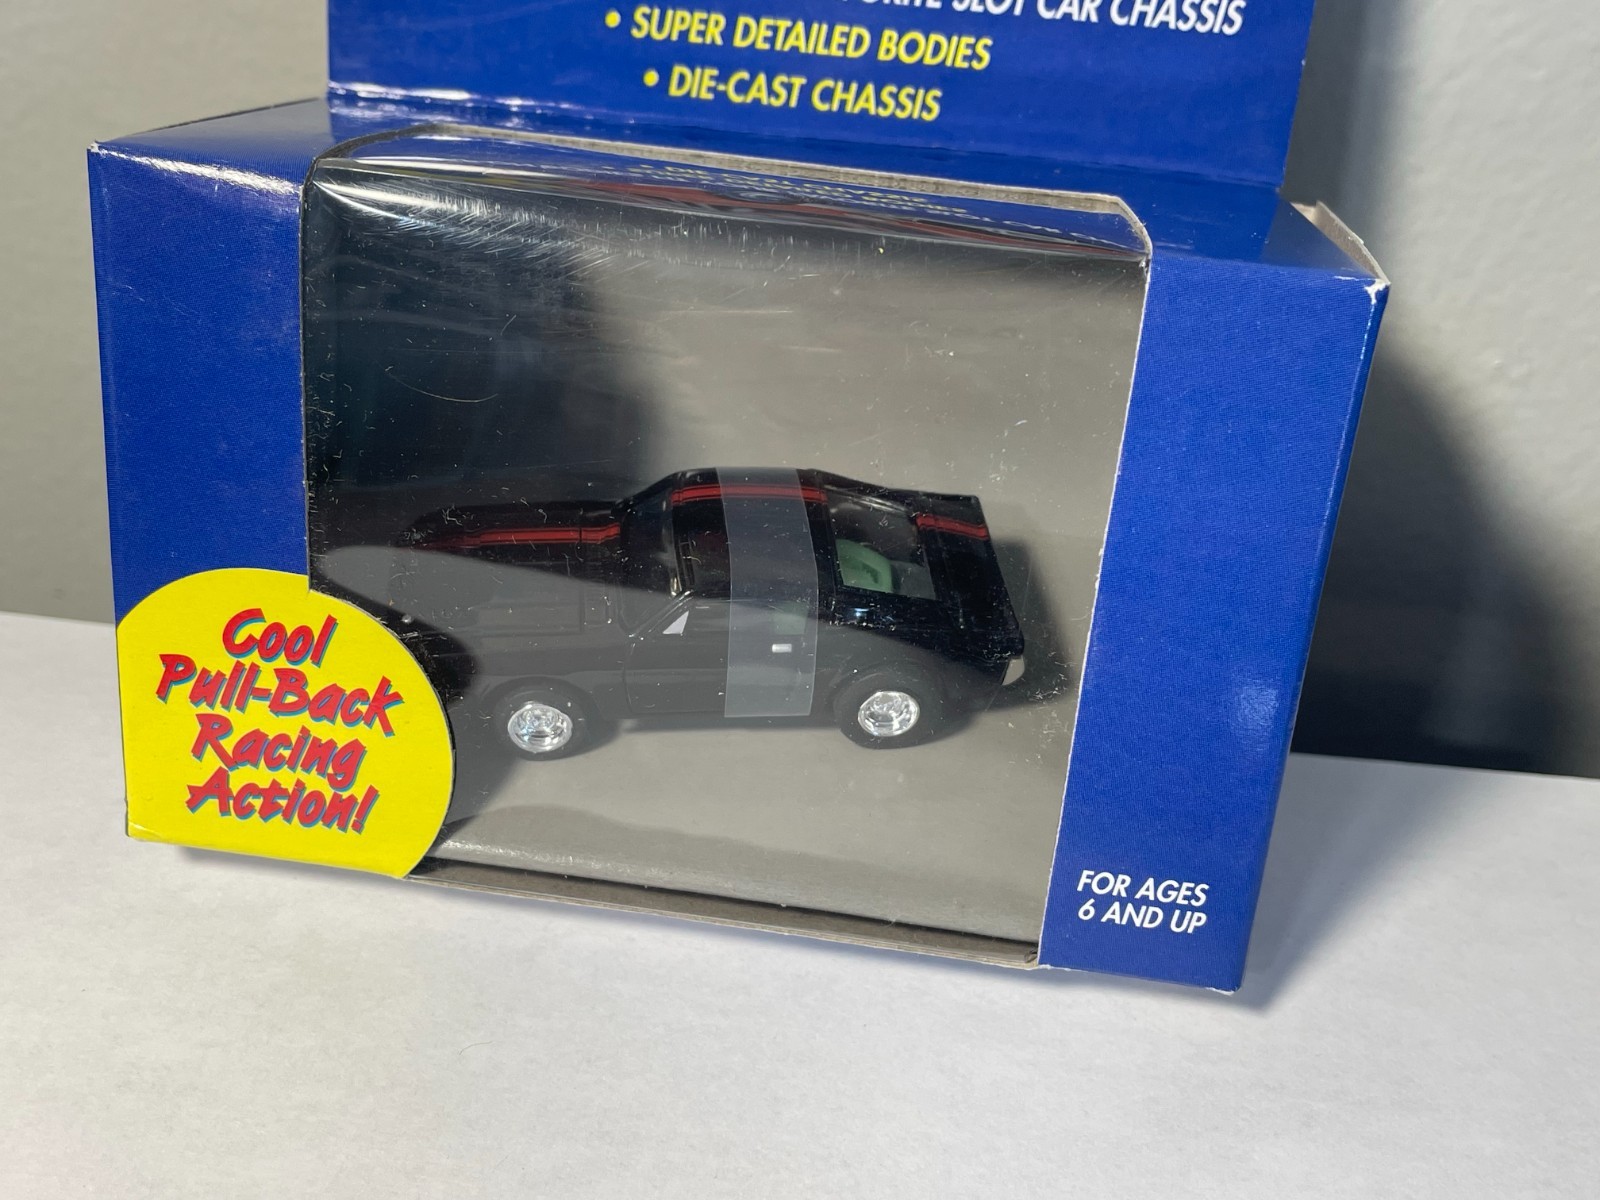 SLOT CAR CHASSIS
• SUPER DETAILED BODIES
• DIE-CAST CHASSIS
Cool
Pull-Back
Racing
Action!
FOR AGES
6 AND UP